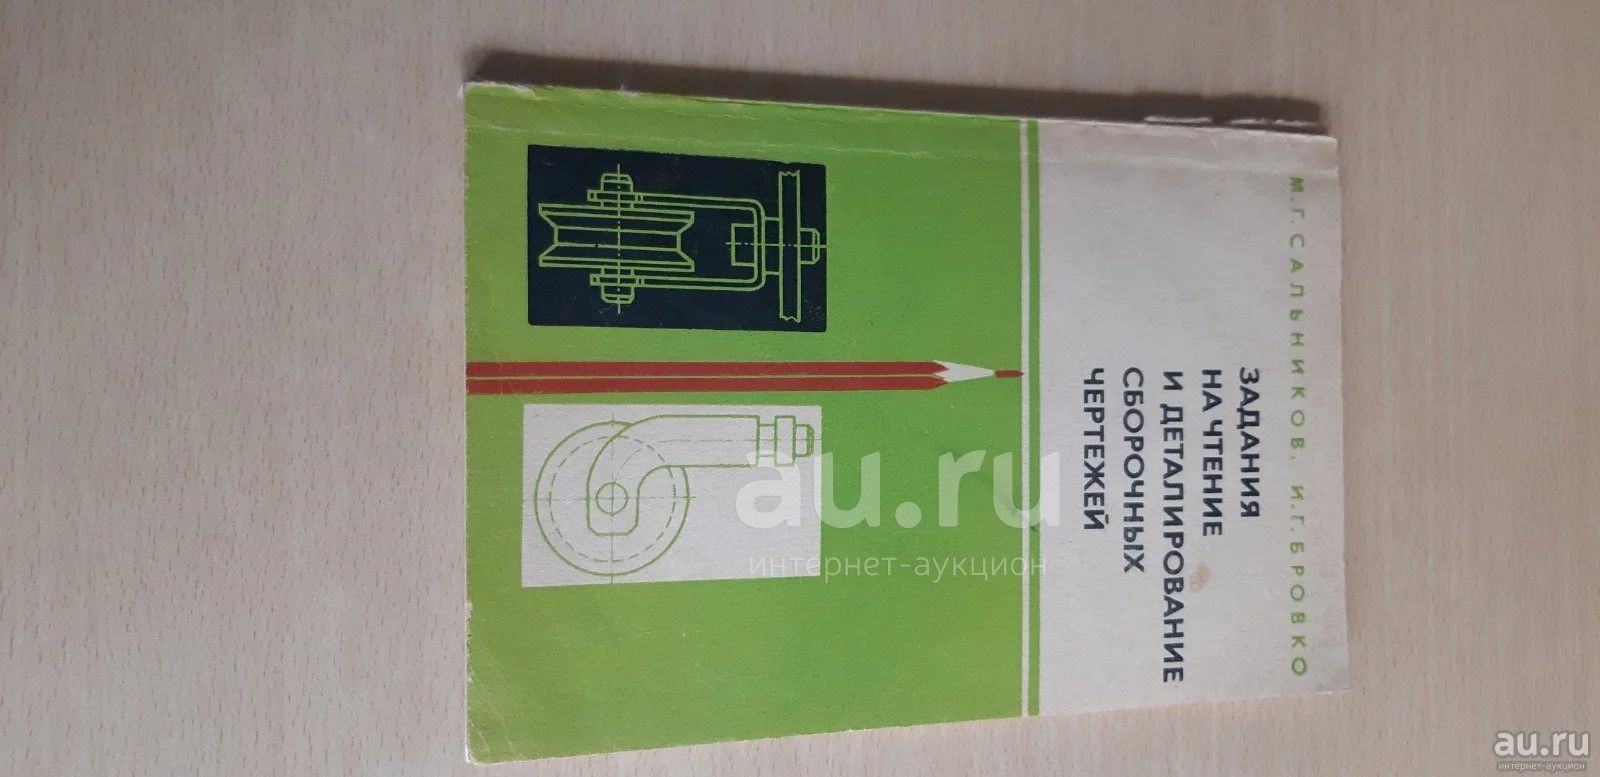 М.Г. САЛЬНИКОВ, И.Г. БРОВКО
ЗАДАНИЯ
НА ЧТЕНИЕ
И ДЕТАЛИРОВАНИЕ
СБОРОЧНЫХ
ЧЕРТЕЖЕЙ
au.ru
интернет-аукцион
au.ru
интернет-аукцион